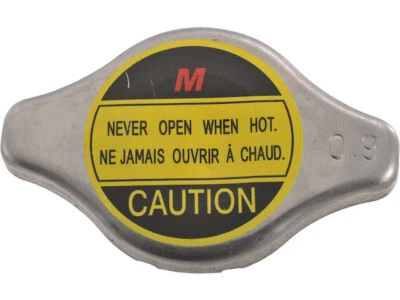 M
NEVER OPEN WHEN HOT.
NE JAMAIS OUVRIR À CHAUD.
0.9
CAUTION